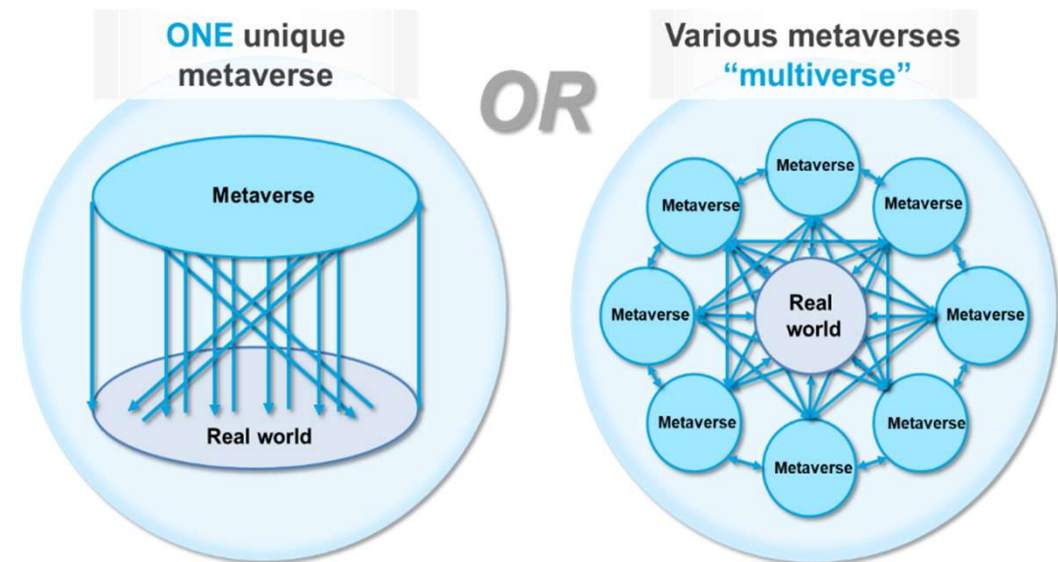 ONE unique
metaverse
OR
Various metaverses
“multiverse”
Metaverse
Real world
Metaverse
Metaverse
Metaverse
Metaverse
Metaverse
Real
world
Metaverse
Metaverse
Metaverse